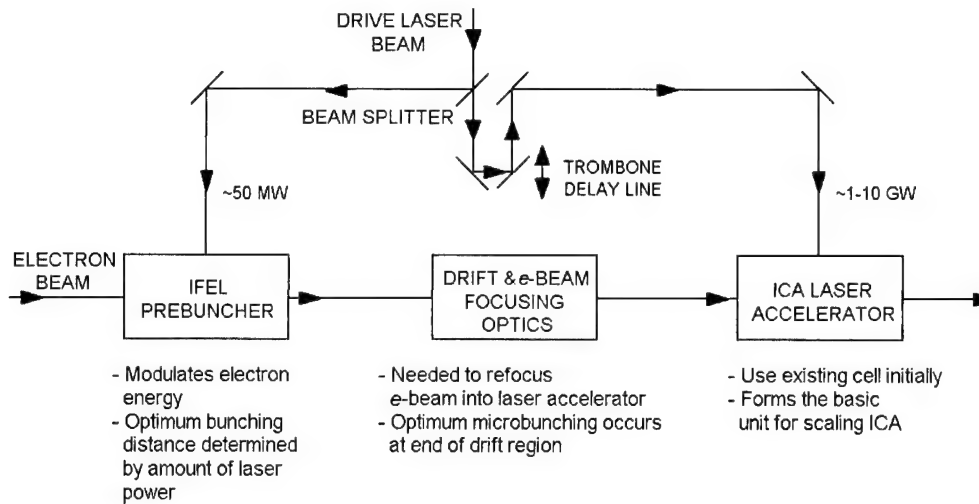 DRIVE LASER
BEAM
BEAM SPLITTER
TROMBONE
DELAY LINE
~50 MW
~1-10 GW
ELECTRON
BEAM
IFEL
PREBUNCHER
DRIFT & e-BEAM
FOCUSING
OPTICS
ICA LASER
ACCELERATOR
- Modulates electron
energy
- Optimum bunching
distance determined
by amount of laser
power
- Needed to refocus
e-beam into laser accelerator
- Optimum microbunching occurs
at end of drift region
- Use existing cell initially
- Forms the basic
unit for scaling ICA